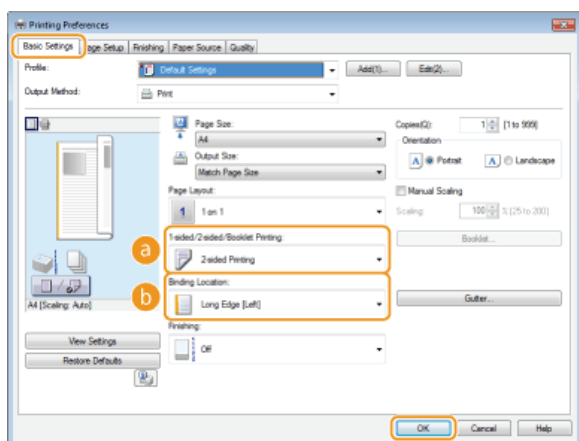 Printing Preferences
Basic Settings Page Setup Finishing Paper Source Quality
Profile: Default Settings Add(1)... Edit(2)...
Output Method: Print
Page Size: Copies(Q): 1 [1 to 999]
A4 Orientation
Output Size: A Portrait A Landscape
Match Page Size
Page Layout: Manual Scaling
1 1 on 1 Scaling: 100 % [25 to 200]
1-sided/2-sided/Booklet Printing: Booklet...
a 2-sided Printing
Binding Location:
b Long Edge [Left] Gutter...
A4 [Scaling: Auto]
Finishing:
Off
View Settings
Restore Defaults
OK Cancel Help